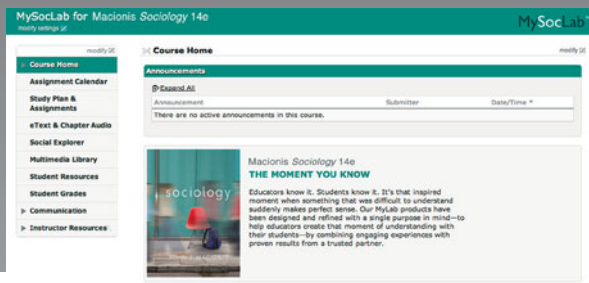 MySocLab for Macionis Sociology 14e
modify settings
MySocLab
modify
Course Home
Assignment Calendar
Study Plan &
Assignments
eText & Chapter Audio
Social Explorer
Multimedia Library
Student Resources
Student Grades
Communication
Instructor Resources
Course Home
modify
Announcements
Expand All
Announcement Submitter Date/Time
There are no active announcements in this course.
sociology
Macionis Sociology 14e
THE MOMENT YOU KNOW
Educators know it. Students know it. It's that inspired
moment when something that was difficult to understand
suddenly makes perfect sense. Our MyLab products have
been designed and refined with a single purpose in mind—to
help educators create that moment of understanding with
their students—by combining engaging experiences with
proven results from a trusted partner.